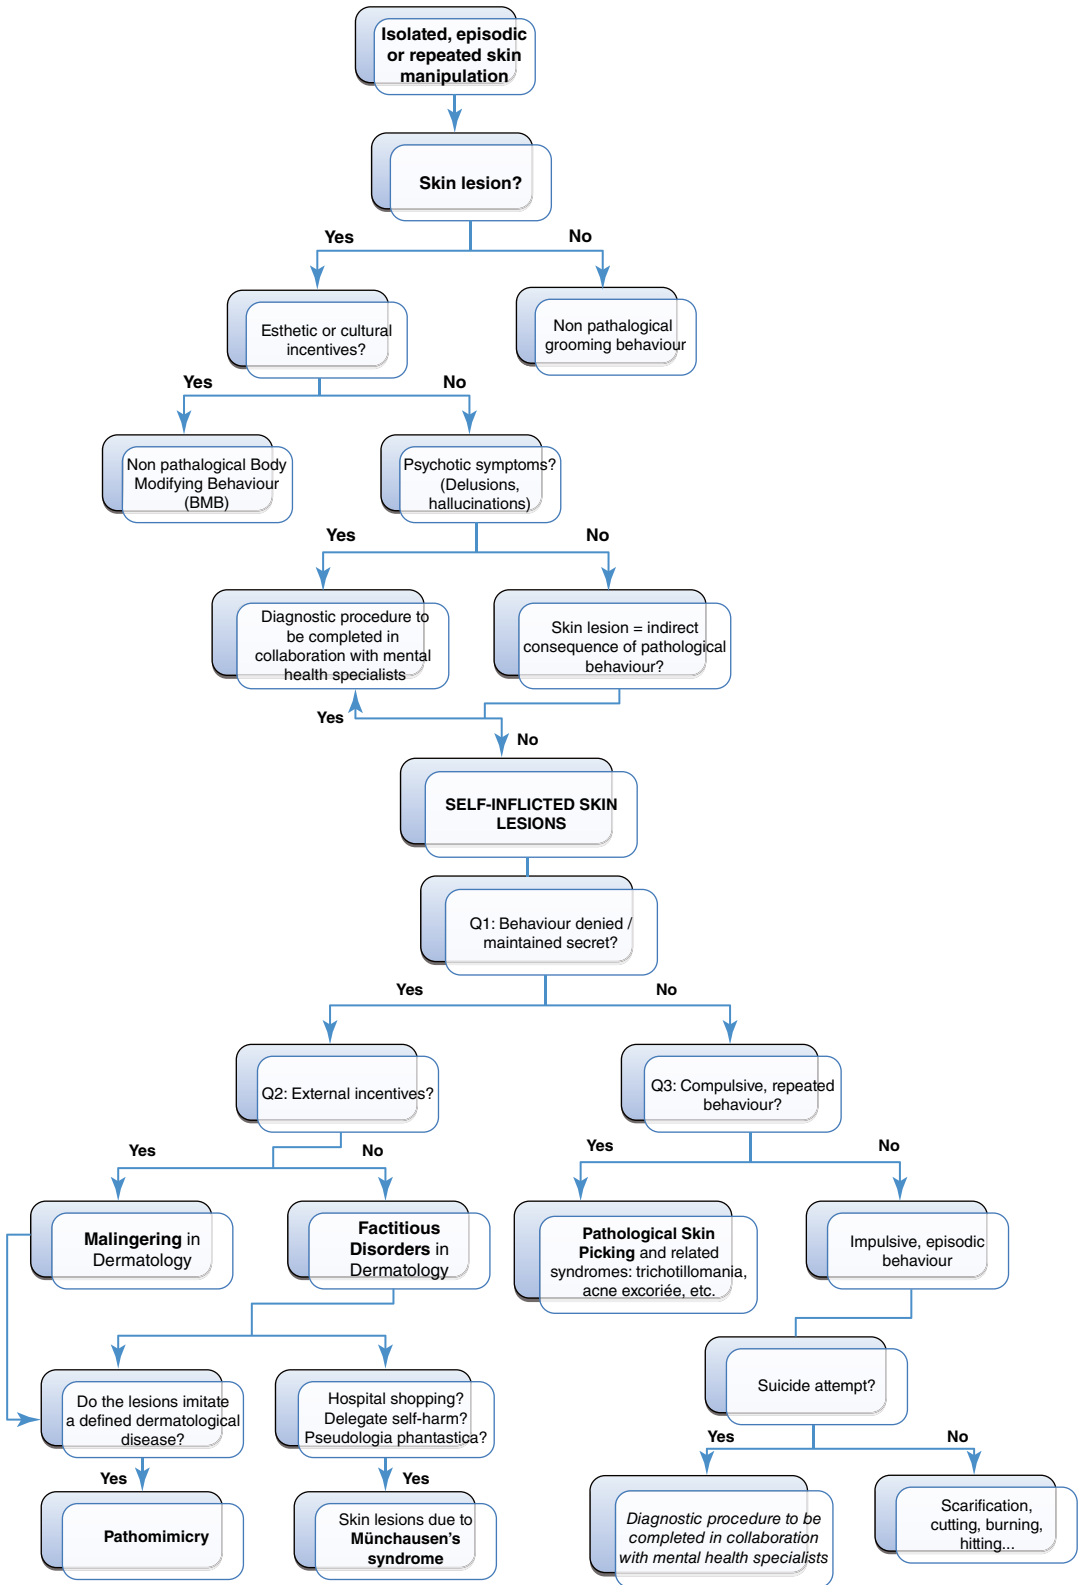 Isolated, episodic
or repeated skin
manipulation
Skin lesion?
Yes
No
Esthetic or cultural
incentives?
Non pathalogical
grooming behaviour
Yes
No
Non pathalogical Body
Modifying Behaviour
(BMB)
Psychotic symptoms?
(Delusions,
hallucinations)
Yes
No
Diagnostic procedure to
be completed in
collaboration with mental
health specialists
Skin lesion = indirect
consequence of pathological
behaviour?
Yes
No
SELF-INFLICTED SKIN
LESIONS
Q1: Behaviour denied /
maintained secret?
Yes
No
Q2: External incentives?
Q3: Compulsive, repeated
behaviour?
Yes
No
Yes
No
Malingering in
Dermatology
Factitious
Disorders in
Dermatology
Pathological Skin
Picking and related
syndromes: trichotillomania,
acne excoriée, etc.
Impulsive, episodic
behaviour
Do the lesions imitate
a defined dermatological
disease?
Hospital shopping?
Delegate self-harm?
Pseudologia phantastica?
Suicide attempt?
Yes
Yes
Yes
No
Pathomimicry
Skin lesions due to
Münchausen's
syndrome
Diagnostic procedure to be
completed in collaboration
with mental health specialists
Scarification,
cutting, burning,
hitting...